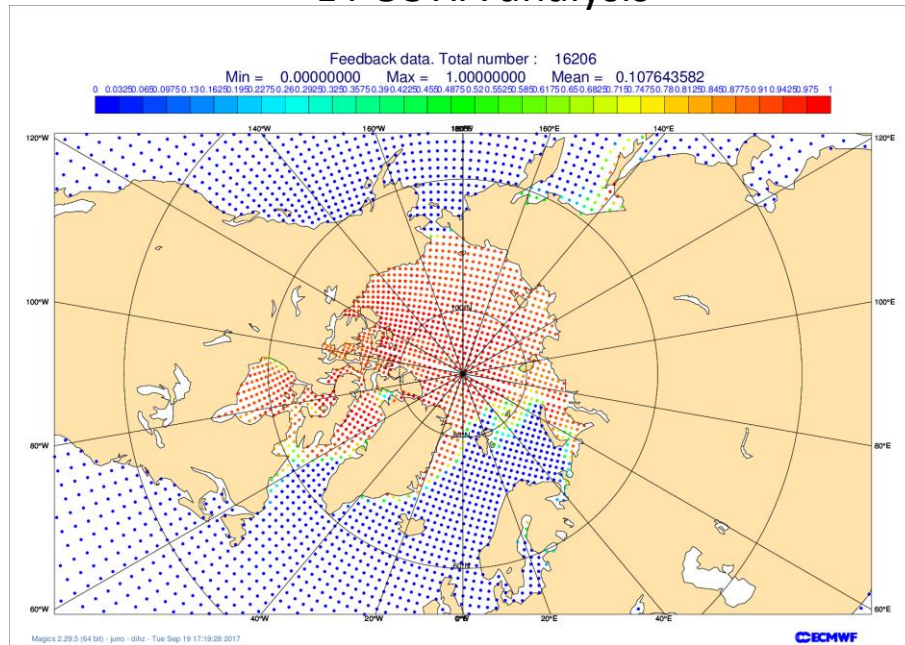 Feedback data. Total number : 16206
Min = 0.00000000 Max = 1.00000000 Mean = 0.107643582
0 0.0325 0.065 0.0975 0.13 0.1625 0.195 0.2275 0.26 0.2925 0.325 0.3575 0.39 0.4225 0.455 0.4875 0.52 0.5525 0.585 0.6175 0.65 0.6825 0.715 0.7475 0.78 0.8125 0.845 0.8775 0.91 0.9425 0.975 1
140°W 160°W 160°E 140°E
120°W 120°E
100°W 100°E
80°W 80°E
60°W 60°E
40°W 20°W 20°E 40°E
Magics 2.29.5 (64 bit) - juno - dihz - Tue Sep 19 17:19:28 2017
ECMWF